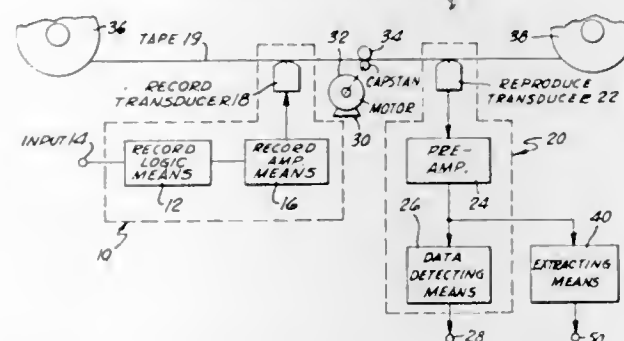 36
TAPE 19
32
34
38
RECORD
TRANSDUCER 18
CAPSTAN
MOTOR
30
REPRODUCE
TRANSDUCER 22
INPUT 14
RECORD
LOGIC
MEANS
RECORD
AMP.
MEANS
12
16
10
PRE-
AMP.
20
24
26
40
DATA
DETECTING
MEANS
EXTRACTING
MEANS
28
50